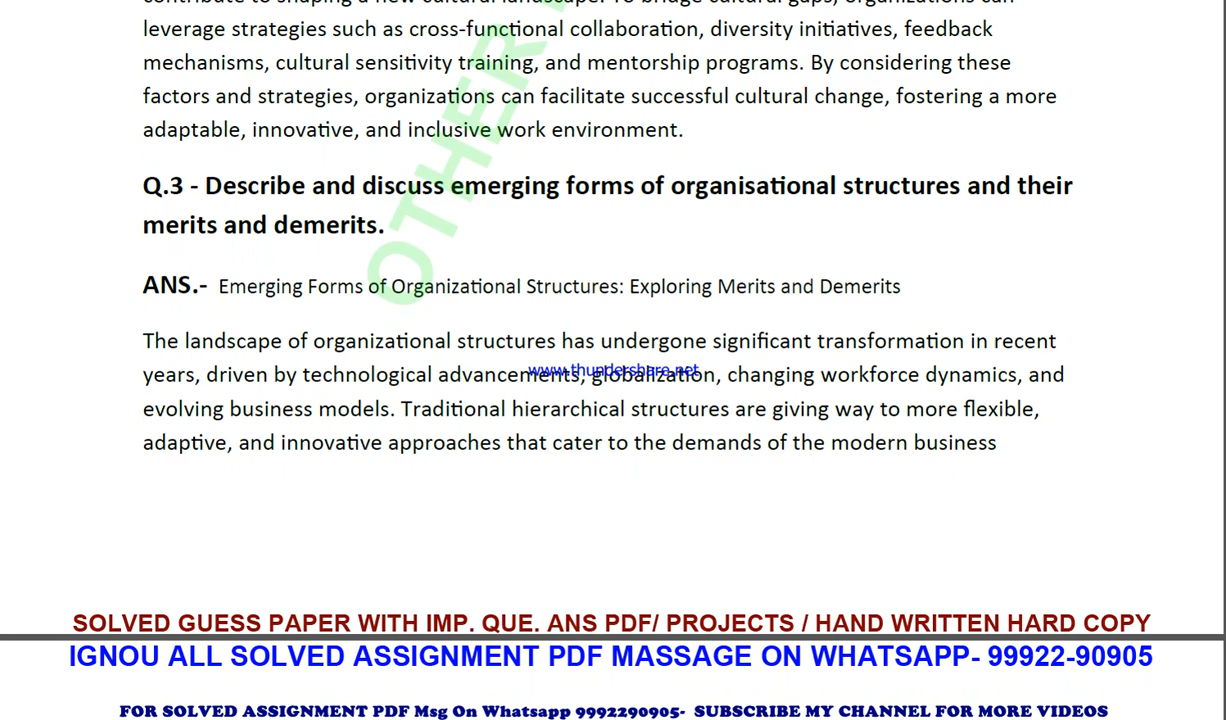 leverage strategies such as cross-functional collaboration, diversity initiatives, feedback
mechanisms, cultural sensitivity training, and mentorship programs. By considering these
factors and strategies, organizations can facilitate successful cultural change, fostering a more
adaptable, innovative, and inclusive work environment.
Q.3 - Describe and discuss emerging forms of organisational structures and their
merits and demerits.
ANS.- Emerging Forms of Organizational Structures: Exploring Merits and Demerits
The landscape of organizational structures has undergone significant transformation in recent
years, driven by technological advancements, globalization, changing workforce dynamics, and
www.thundershare.net
evolving business models. Traditional hierarchical structures are giving way to more flexible,
adaptive, and innovative approaches that cater to the demands of the modern business
OTHER
SOLVED GUESS PAPER WITH IMP. QUE. ANS PDF/ PROJECTS / HAND WRITTEN HARD COPY
IGNOU ALL SOLVED ASSIGNMENT PDF MASSAGE ON WHATSAPP- 99922-90905
FOR SOLVED ASSIGNMENT PDF Msg On Whatsapp 9992290905- SUBSCRIBE MY CHANNEL FOR MORE VIDEOS